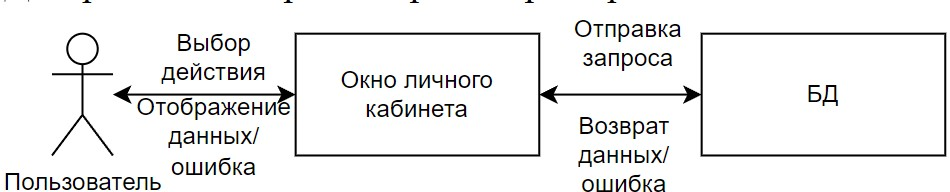 Выбор
действия
Отображение
данных/
ошибка
Пользователь
Окно личного
кабинета
Отправка
запроса
Возврат
данных/
ошибка
БД